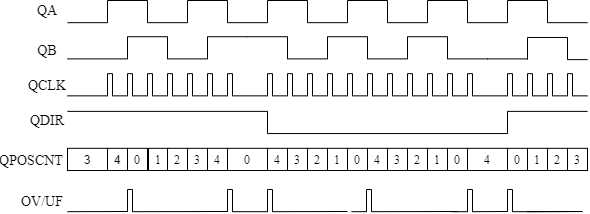 QA
QB
QCLK
QDIR
QPOSCNT 3 4 0 1 2 3 4 0 4 3 2 1 0 4 3 2 1 0 4 0 1 2 3
OV/UF